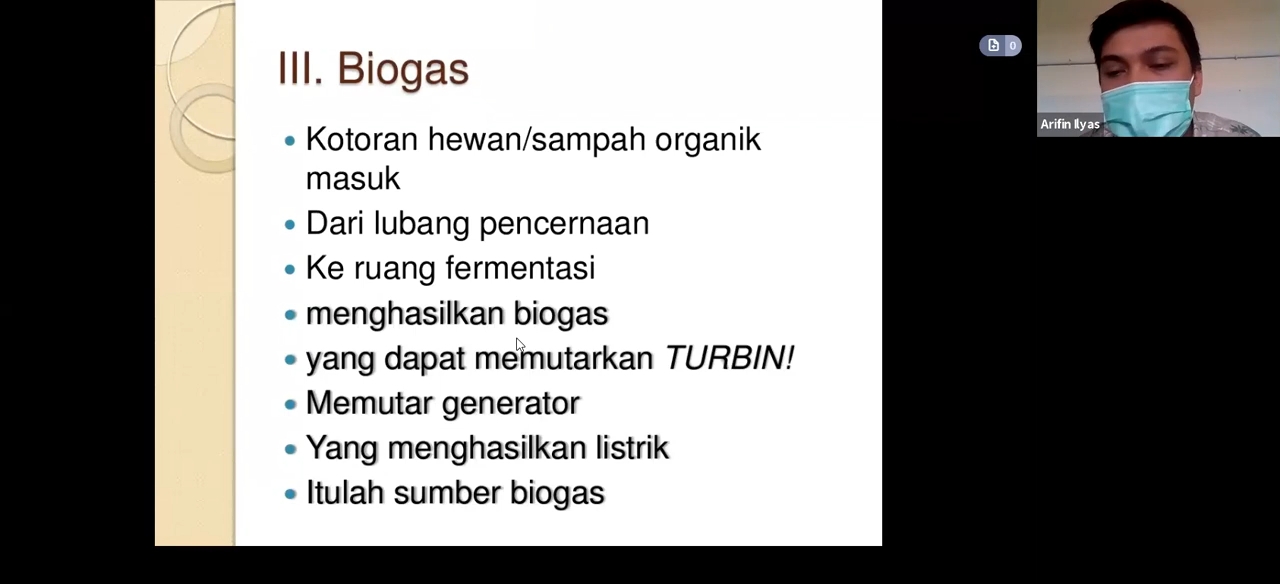 III. Biogas
Kotoran hewan/sampah organik
masuk
Dari lubang pencernaan
Ke ruang fermentasi
menghasilkan biogas
yang dapat memutarkan TURBIN!
Memutar generator
Yang menghasilkan listrik
Itulah sumber biogas
0
Arifin Ilyas